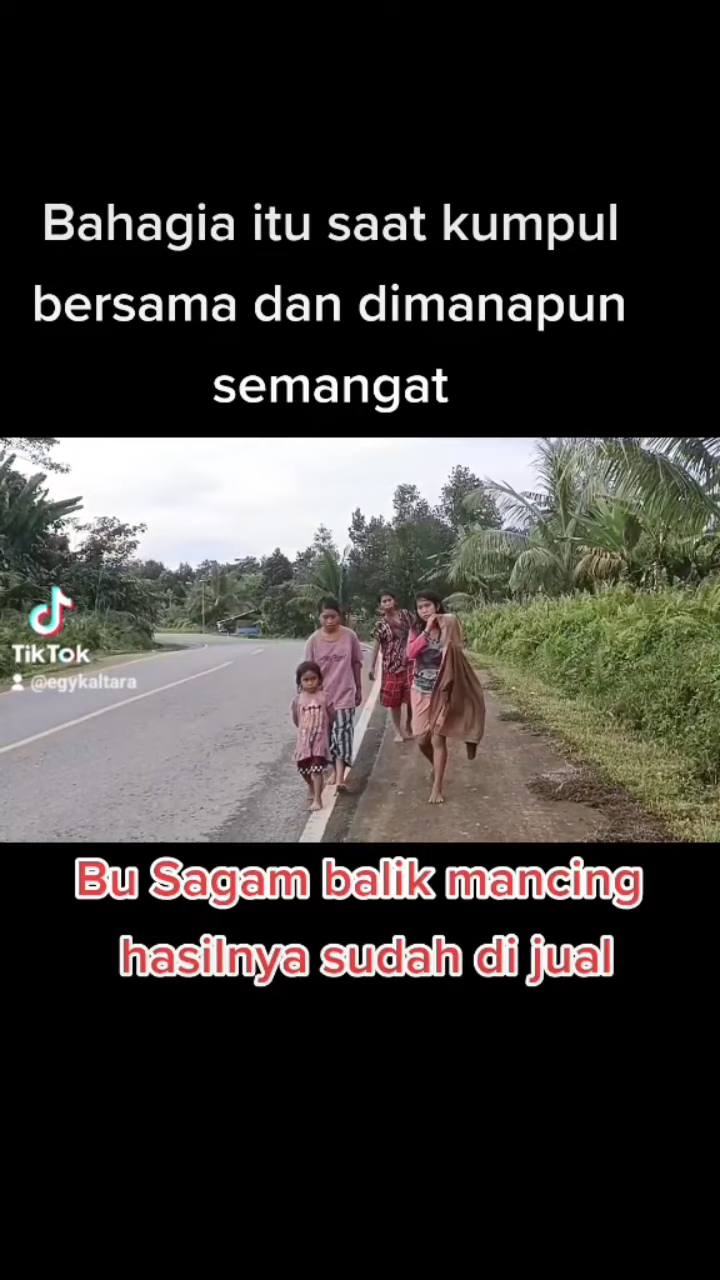 Bahagia itu saat kumpul
bersama dan dimanapun
semangat
TikTok
@egykaltara
Bu Sagam balik mancing
hasilnya sudah di jual